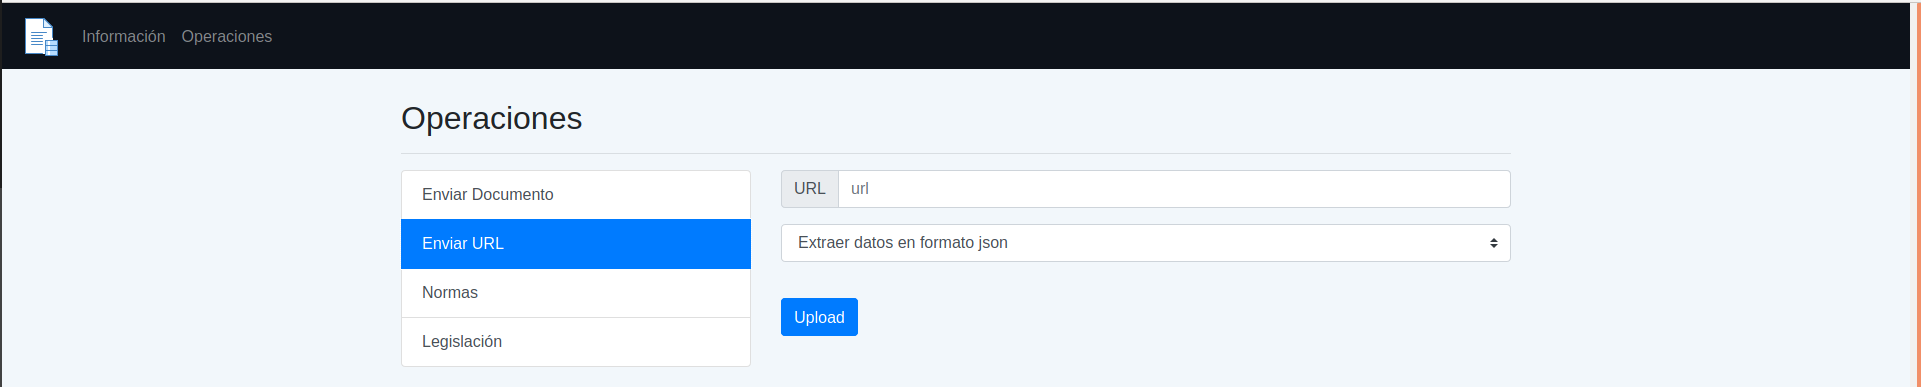 Información Operaciones
Operaciones
Enviar Documento
Enviar URL
Normas
Legislación
URL url
Extraer datos en formato json
Upload